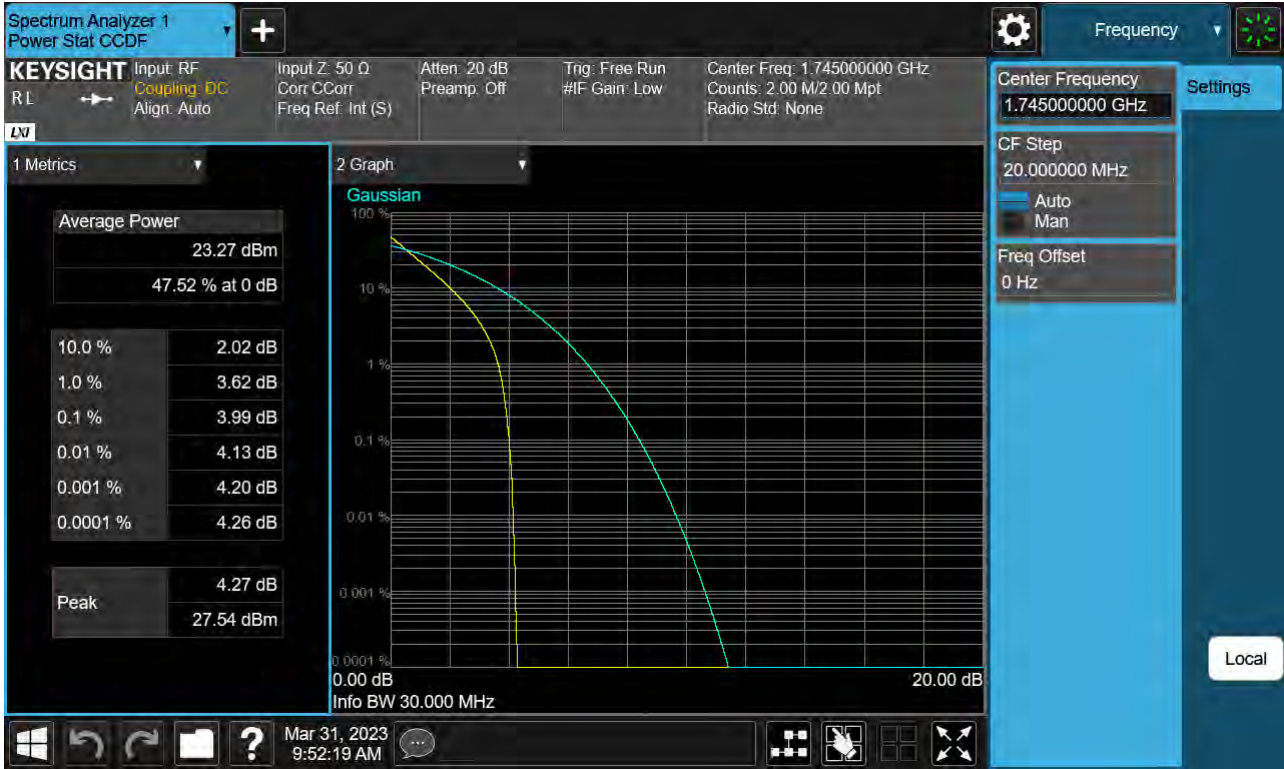 Spectrum Analyzer 1
Power Stat CCDF
Frequency
KEYSIGHT
R L
LXI
Input: RF
Coupling: DC
Align: Auto
Input Z: 50 Ω
Corr CCorr
Freq Ref: Int (S)
Atten: 20 dB
Preamp: Off
Trig: Free Run
#IF Gain: Low
Center Freq: 1.745000000 GHz
Counts: 2.00 M/2.00 Mpt
Radio Std: None
Center Frequency
1.745000000 GHz
Settings
CF Step
20.000000 MHz
Auto
Man
Freq Offset
0 Hz
1 Metrics
Average Power
23.27 dBm
47.52 % at 0 dB
10.0 % 2.02 dB
1.0 % 3.62 dB
0.1 % 3.99 dB
0.01 % 4.13 dB
0.001 % 4.20 dB
0.0001 % 4.26 dB
Peak
4.27 dB
27.54 dBm
2 Graph
Gaussian
100 %
10 %
1 %
0.1 %
0.01 %
0.001 %
0.0001 %
0.00 dB 20.00 dB
Info BW 30.000 MHz
Local
?
Mar 31, 2023
9:52:19 AM